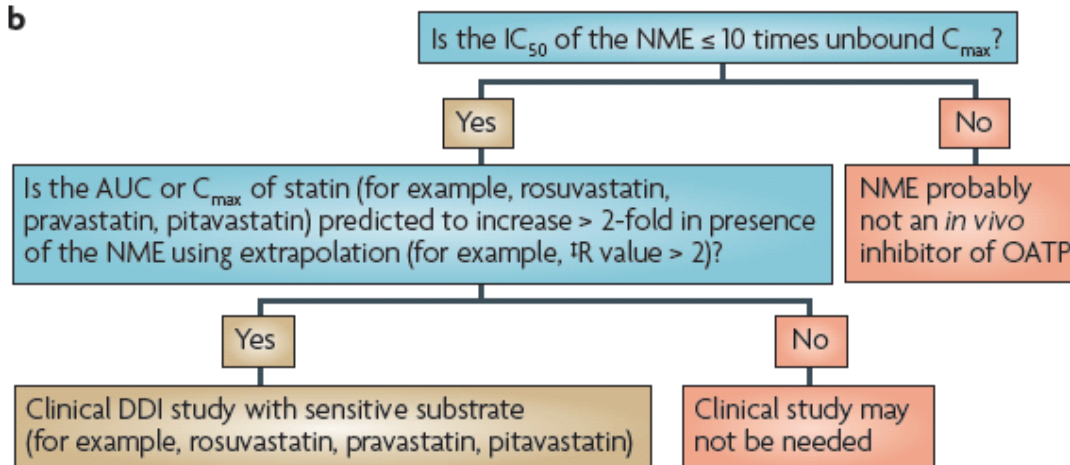 b
Is the IC50 of the NME ≤ 10 times unbound Cmax?
Yes
No
Is the AUC or Cmax of statin (for example, rosuvastatin,
pravastatin, pitavastatin) predicted to increase > 2-fold in presence
of the NME using extrapolation (for example, ‡R value > 2)?
NME probably
not an in vivo
inhibitor of OATP
Yes
No
Clinical DDI study with sensitive substrate
(for example, rosuvastatin, pravastatin, pitavastatin)
Clinical study may
not be needed